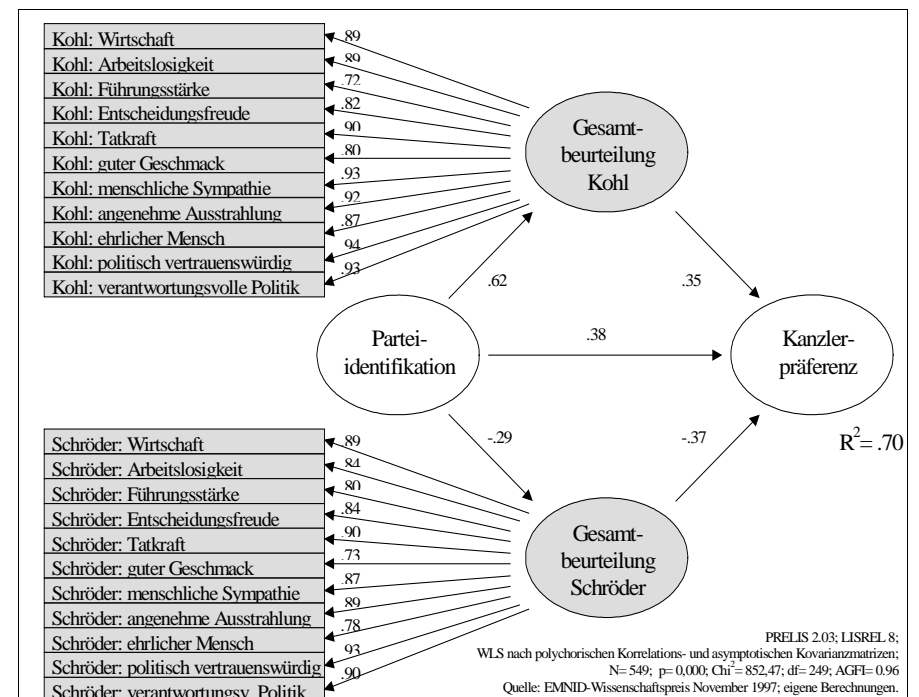 Kohl: Wirtschaft
Kohl: Arbeitslosigkeit
Kohl: Führungsstärke
Kohl: Entscheidungsfreude
Kohl: Tatkraft
Kohl: guter Geschmack
Kohl: menschliche Sympathie
Kohl: angenehme Ausstrahlung
Kohl: ehrlicher Mensch
Kohl: politisch vertrauenswürdig
Kohl: verantwortungsvolle Politik
.89
.89
.72
.82
.90
.80
.93
.92
.87
.94
.93
Gesamt-
beurteilung
Kohl
.62
.35
Partei-
identifikation
.38
Kanzler-
präferenz
-.29
-.37
R²= .70
Schröder: Wirtschaft
Schröder: Arbeitslosigkeit
Schröder: Führungsstärke
Schröder: Entscheidungsfreude
Schröder: Tatkraft
Schröder: guter Geschmack
Schröder: menschliche Sympathie
Schröder: angenehme Ausstrahlung
Schröder: ehrlicher Mensch
Schröder: politisch vertrauenswürdig
Schröder: verantwortungsv. Politik
.89
.84
.80
.84
.90
.73
.87
.89
.78
.93
.90
Gesamt-
beurteilung
Schröder
PRELIS 2.03; LISREL 8;
WLS nach polychorischen Korrelations- und asymptotischen Kovarianzmatrizen;
N= 549; p= 0,000; Chi²= 852,47; df= 249; AGFI= 0.96
Quelle: EMNID-Wissenschaftspreis November 1997; eigene Berechnungen.